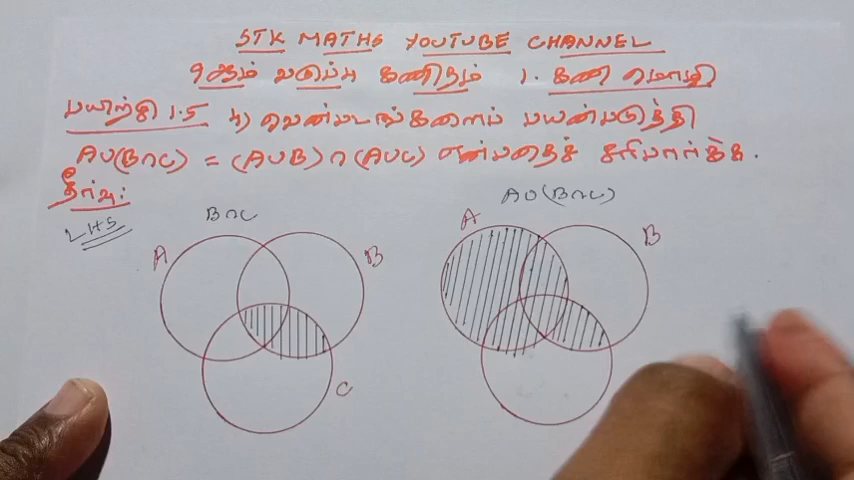 STK MATHS YOUTUBE CHANNEL
9ஆம் வகுப்பு கணிதம் 1. கண மொழி
பயிற்சி 1.5 4) வென்படங்களைப் பயன்படுத்தி
A∪(B∩C) = (A∪B)∩(A∪C) என்பதைச் சரிபார்க்க.
தீர்வு:
LHS
B∩C
A∪(B∩C)
A
B
C
A
B